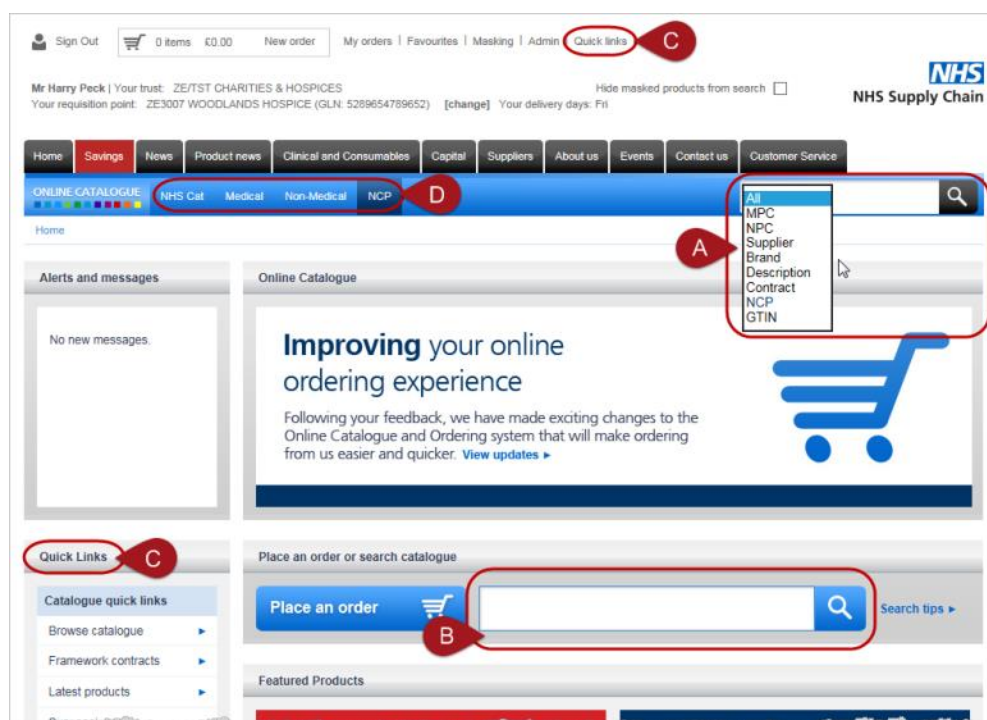 Sign Out 0 items £0.00 New order My orders | Favourites | Masking | Admin Quick links C
NHS
NHS Supply Chain
Mr Harry Peck | Your trust: ZE/TST CHARITIES & HOSPICES Hide masked products from search
Your requisition point: ZE3007 WOODLANDS HOSPICE (GLN: 5289654789652) [change] Your delivery days: Fri
Home Savings News Product news Clinical and Consumables Capital Suppliers About us Events Contact us Customer Service
ONLINE CATALOGUE NHS Cat Medical Non-Medical NCP D
All
MPC
NPC
Supplier
Brand
Description
Contract
NCP
GTIN
A
Home
Alerts and messages
No new messages.
Online Catalogue
Improving your online
ordering experience
Following your feedback, we have made exciting changes to the
Online Catalogue and Ordering system that will make ordering
from us easier and quicker. View updates
Quick Links C
Catalogue quick links
Browse catalogue
Framework contracts
Latest products
Place an order or search catalogue
Place an order B Search tips
Featured Products